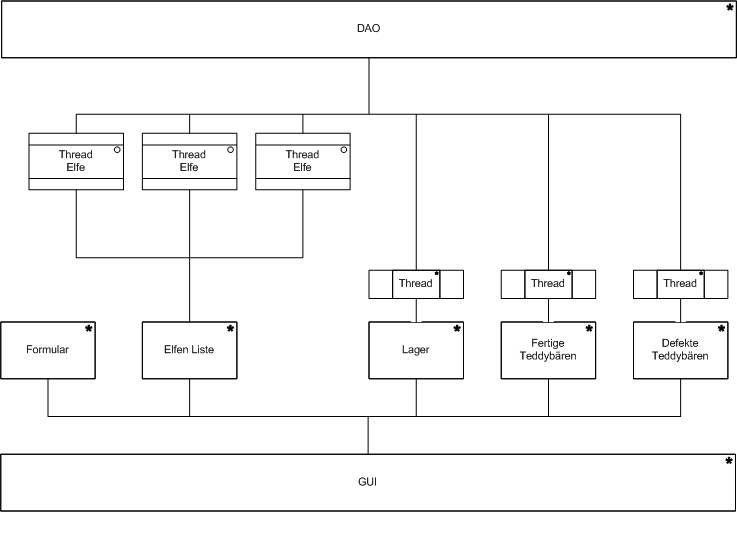 DAO
Thread
Elfe
Thread
Elfe
Thread
Elfe
Thread
Thread
Thread
Formular
Elfen Liste
Lager
Fertige
Teddybären
Defekte
Teddybären
GUI